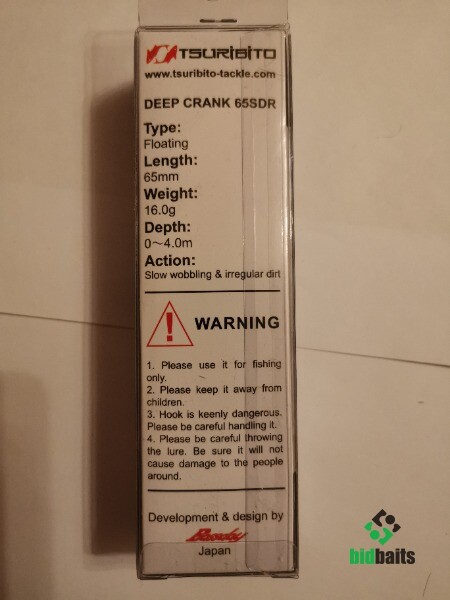 TSURIBITO
www.tsuribito-tackle.com
DEEP CRANK 65SDR
Type:
Floating
Length:
65mm
Weight:
16.0g
Depth:
0～4.0m
Action:
Slow wobbling & irregular dirt
WARNING
1. Please use it for fishing
only.
2. Please keep it away from
children.
3. Hook is keenly dangerous.
Please be careful handling it.
4. Please be careful throwing
the lure. Be sure it will not
cause damage to the people
around.
Development & design by
Japan
bidbaits